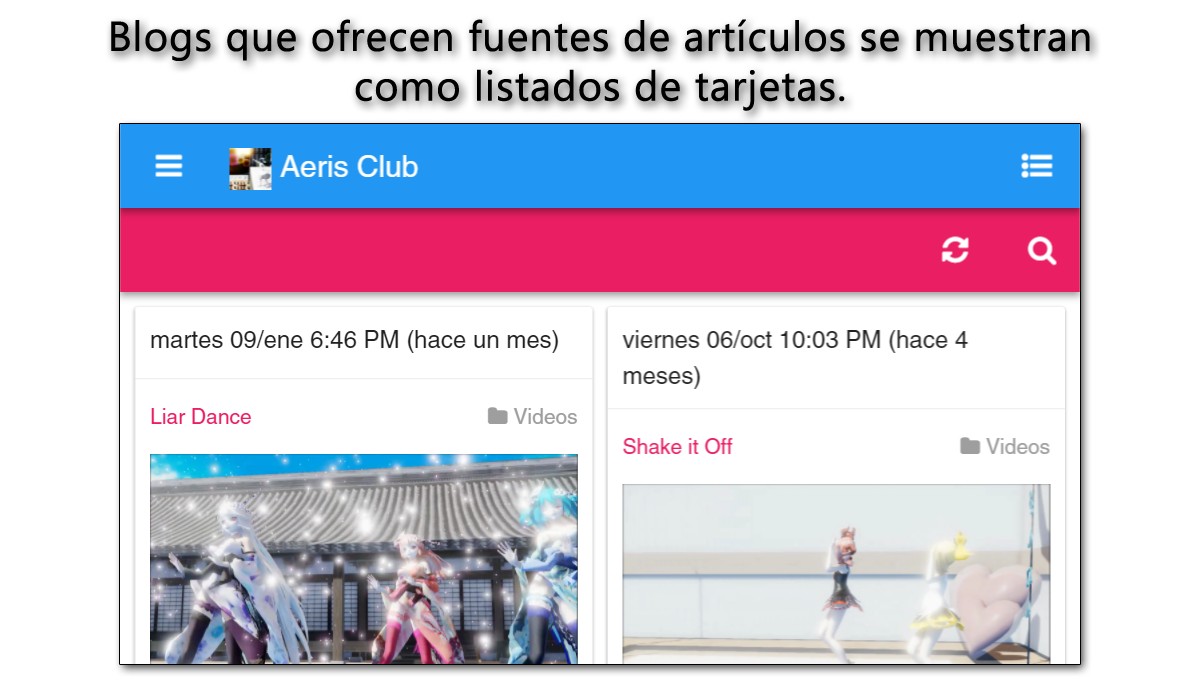 Blogs que ofrecen fuentes de artículos se muestran
como listados de tarjetas.
Aeris Club
martes 09/ene 6:46 PM (hace un mes)
Liar Dance
Videos
viernes 06/oct 10:03 PM (hace 4
meses)
Shake it Off
Videos